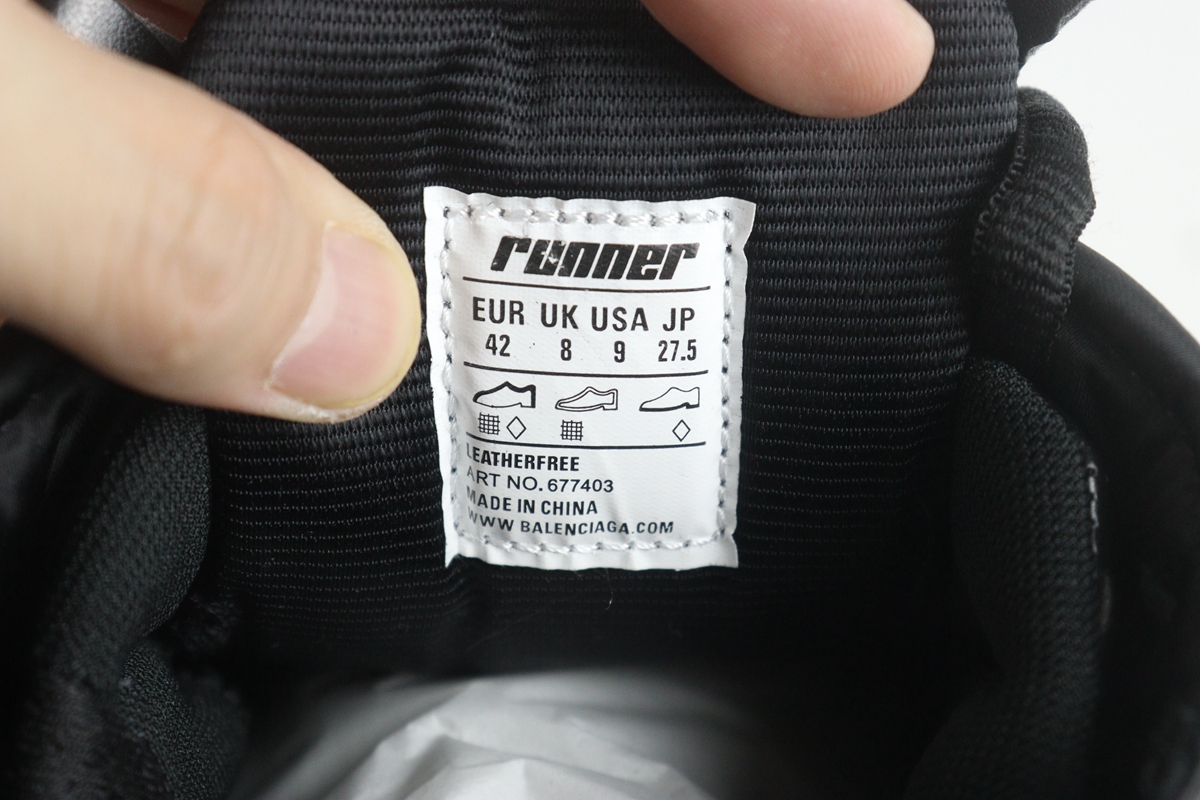 runner
EUR UK USA JP
42 8 9 27.5
LEATHERFREE
ART NO. 677403
MADE IN CHINA
WWW BALENCIAGA.COM